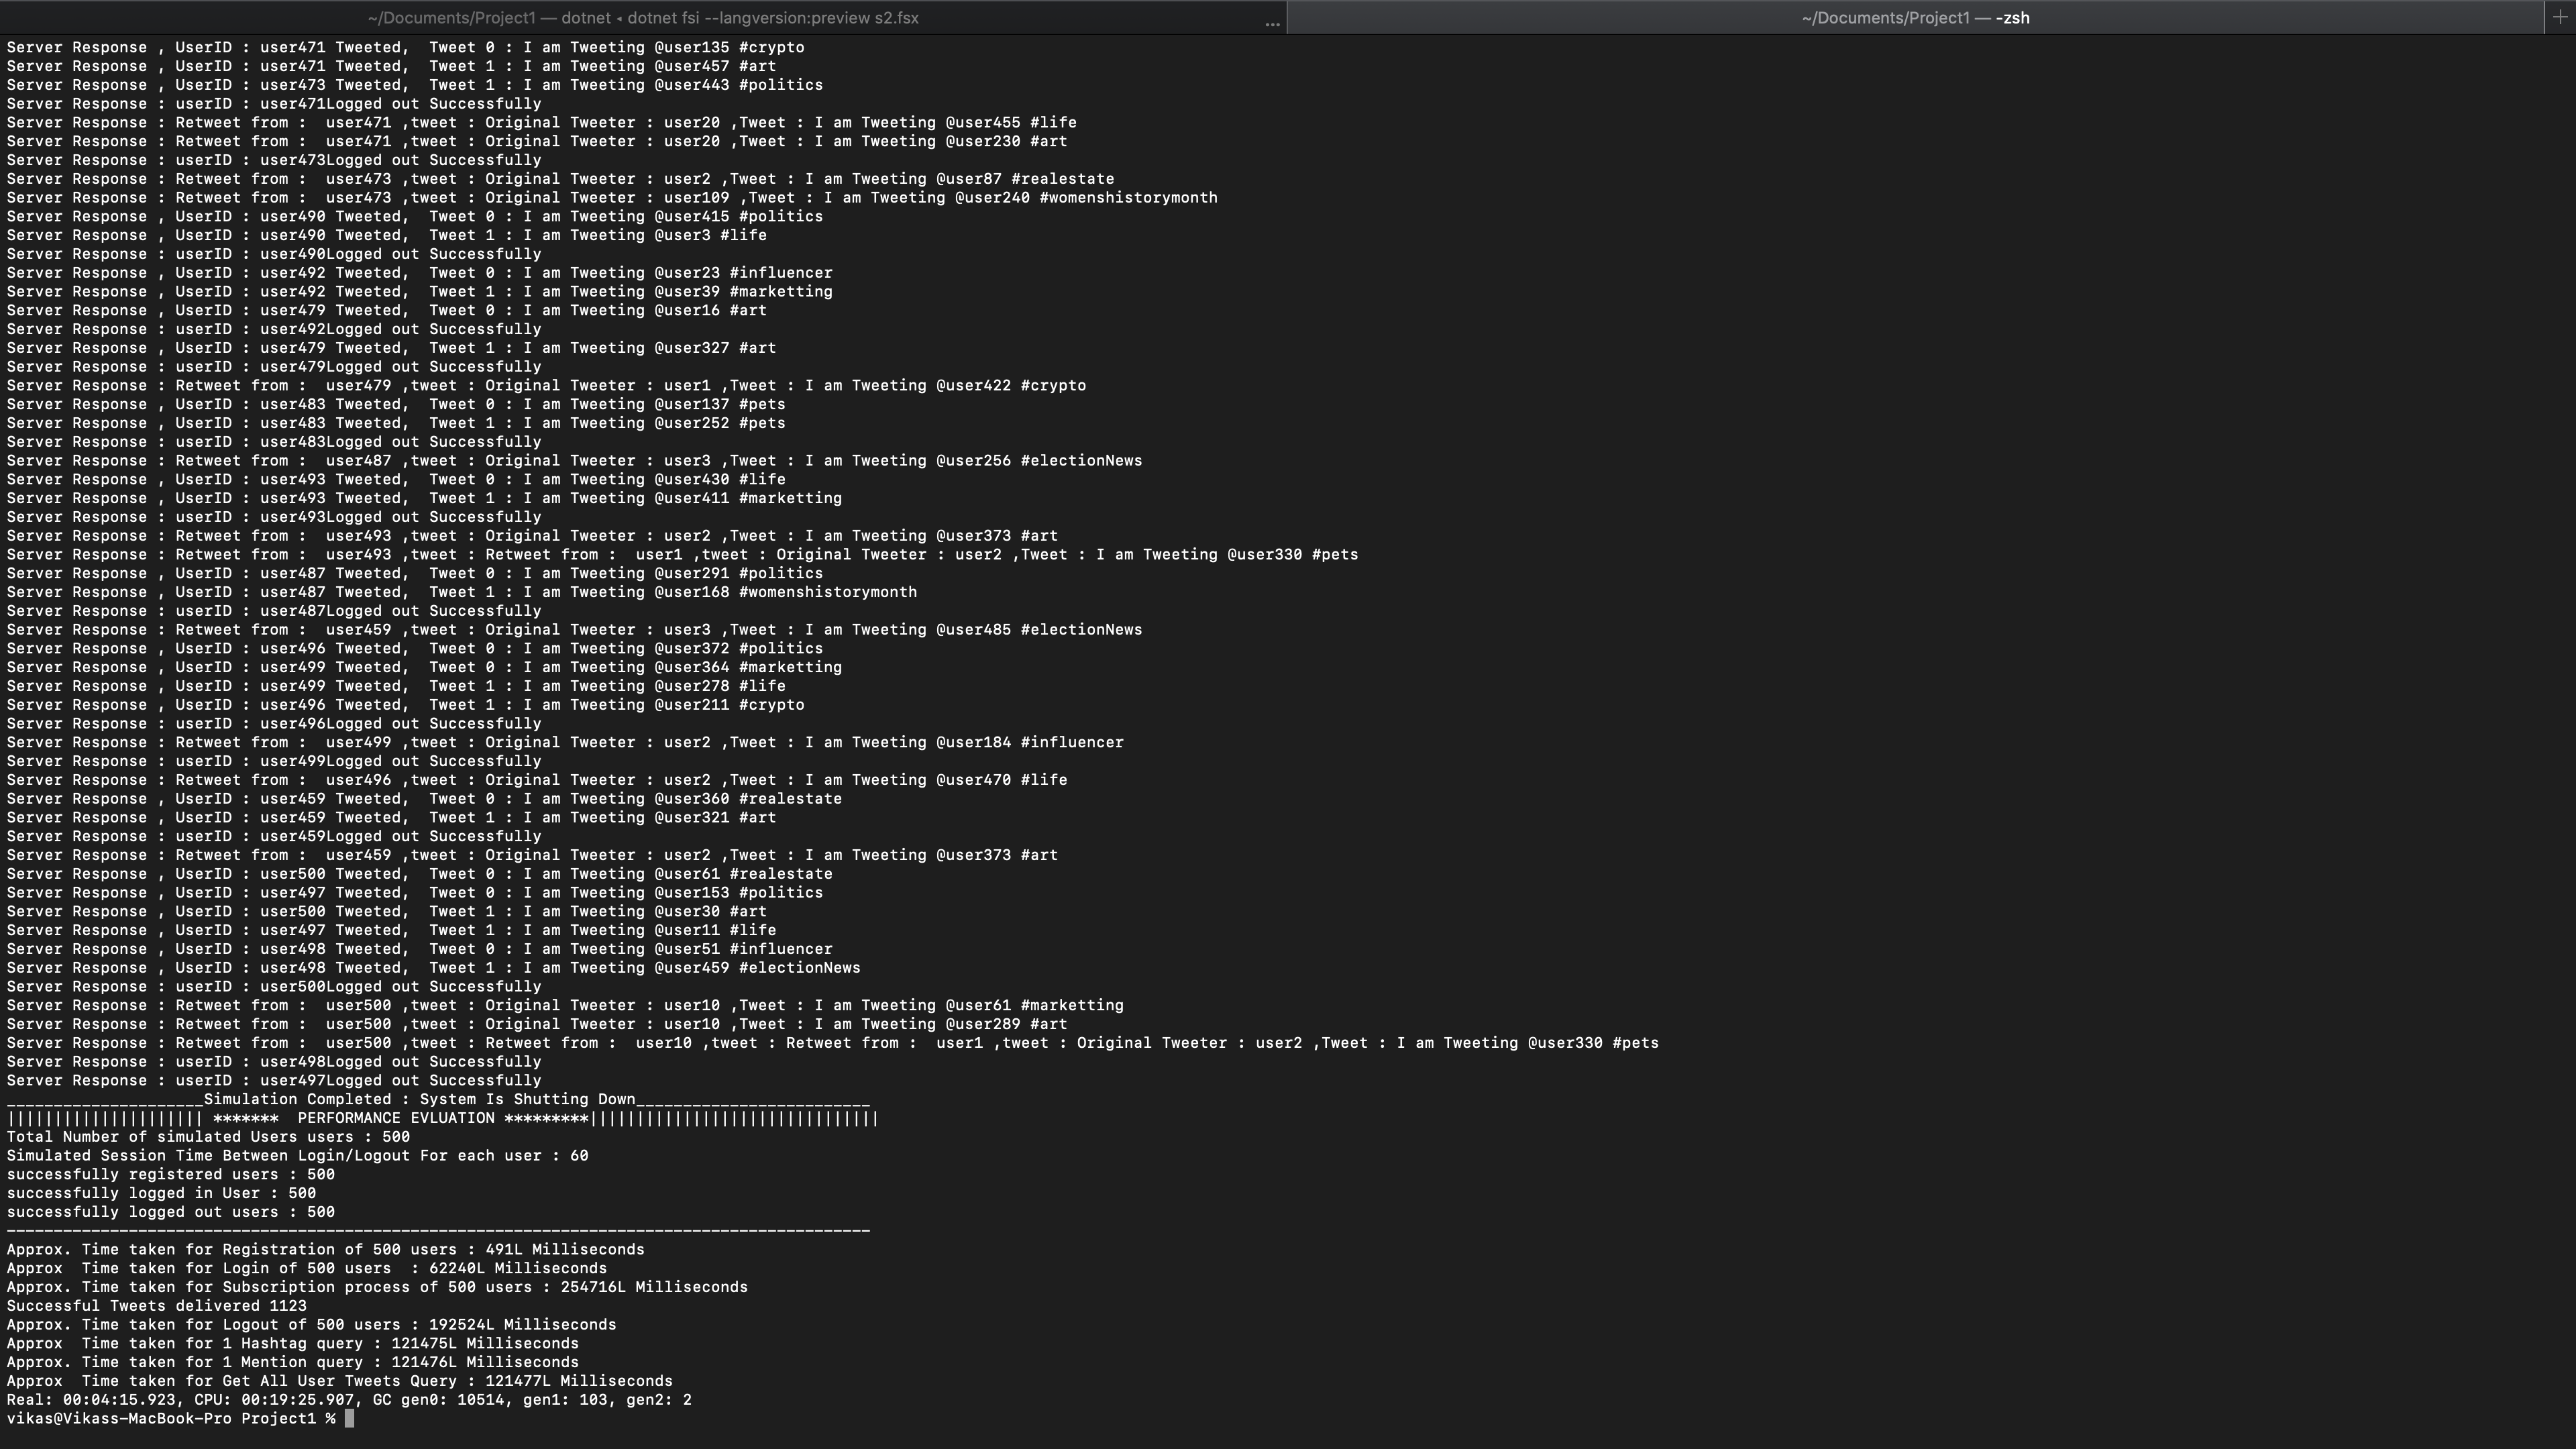 ~/Documents/Project1 — dotnet ◂ dotnet fsi --langversion:preview s2.fsx ... ~/Documents/Project1 — -zsh +
Server Response , UserID : user471 Tweeted,  Tweet 0 : I am Tweeting @user135 #crypto
Server Response , UserID : user471 Tweeted,  Tweet 1 : I am Tweeting @user457 #art
Server Response , UserID : user473 Tweeted,  Tweet 1 : I am Tweeting @user443 #politics
Server Response : userID : user471Logged out Successfully
Server Response : Retweet from :  user471 ,tweet : Original Tweeter : user20 ,Tweet : I am Tweeting @user455 #life
Server Response : Retweet from :  user471 ,tweet : Original Tweeter : user20 ,Tweet : I am Tweeting @user230 #art
Server Response : userID : user473Logged out Successfully
Server Response : Retweet from :  user473 ,tweet : Original Tweeter : user2 ,Tweet : I am Tweeting @user87 #realestate
Server Response : Retweet from :  user473 ,tweet : Original Tweeter : user109 ,Tweet : I am Tweeting @user240 #womenshistorymonth
Server Response , UserID : user490 Tweeted,  Tweet 0 : I am Tweeting @user415 #politics
Server Response , UserID : user490 Tweeted,  Tweet 1 : I am Tweeting @user3 #life
Server Response : userID : user490Logged out Successfully
Server Response , UserID : user492 Tweeted,  Tweet 0 : I am Tweeting @user23 #influencer
Server Response , UserID : user492 Tweeted,  Tweet 1 : I am Tweeting @user39 #marketting
Server Response , UserID : user479 Tweeted,  Tweet 0 : I am Tweeting @user16 #art
Server Response : userID : user492Logged out Successfully
Server Response , UserID : user479 Tweeted,  Tweet 1 : I am Tweeting @user327 #art
Server Response : userID : user479Logged out Successfully
Server Response : Retweet from :  user479 ,tweet : Original Tweeter : user1 ,Tweet : I am Tweeting @user422 #crypto
Server Response , UserID : user483 Tweeted,  Tweet 0 : I am Tweeting @user137 #pets
Server Response , UserID : user483 Tweeted,  Tweet 1 : I am Tweeting @user252 #pets
Server Response : userID : user483Logged out Successfully
Server Response : Retweet from :  user487 ,tweet : Original Tweeter : user3 ,Tweet : I am Tweeting @user256 #electionNews
Server Response , UserID : user493 Tweeted,  Tweet 0 : I am Tweeting @user430 #life
Server Response , UserID : user493 Tweeted,  Tweet 1 : I am Tweeting @user411 #marketting
Server Response : userID : user493Logged out Successfully
Server Response : Retweet from :  user493 ,tweet : Original Tweeter : user2 ,Tweet : I am Tweeting @user373 #art
Server Response : Retweet from :  user493 ,tweet : Retweet from :  user1 ,tweet : Original Tweeter : user2 ,Tweet : I am Tweeting @user330 #pets
Server Response , UserID : user487 Tweeted,  Tweet 0 : I am Tweeting @user291 #politics
Server Response , UserID : user487 Tweeted,  Tweet 1 : I am Tweeting @user168 #womenshistorymonth
Server Response : userID : user487Logged out Successfully
Server Response : Retweet from :  user459 ,tweet : Original Tweeter : user3 ,Tweet : I am Tweeting @user485 #electionNews
Server Response , UserID : user496 Tweeted,  Tweet 0 : I am Tweeting @user372 #politics
Server Response , UserID : user499 Tweeted,  Tweet 0 : I am Tweeting @user364 #marketting
Server Response , UserID : user499 Tweeted,  Tweet 1 : I am Tweeting @user278 #life
Server Response , UserID : user496 Tweeted,  Tweet 1 : I am Tweeting @user211 #crypto
Server Response : userID : user496Logged out Successfully
Server Response : Retweet from :  user499 ,tweet : Original Tweeter : user2 ,Tweet : I am Tweeting @user184 #influencer
Server Response : userID : user499Logged out Successfully
Server Response : Retweet from :  user496 ,tweet : Original Tweeter : user2 ,Tweet : I am Tweeting @user470 #life
Server Response , UserID : user459 Tweeted,  Tweet 0 : I am Tweeting @user360 #realestate
Server Response , UserID : user459 Tweeted,  Tweet 1 : I am Tweeting @user321 #art
Server Response : userID : user459Logged out Successfully
Server Response : Retweet from :  user459 ,tweet : Original Tweeter : user2 ,Tweet : I am Tweeting @user373 #art
Server Response , UserID : user500 Tweeted,  Tweet 0 : I am Tweeting @user61 #realestate
Server Response , UserID : user497 Tweeted,  Tweet 0 : I am Tweeting @user153 #politics
Server Response , UserID : user500 Tweeted,  Tweet 1 : I am Tweeting @user30 #art
Server Response , UserID : user497 Tweeted,  Tweet 1 : I am Tweeting @user11 #life
Server Response , UserID : user498 Tweeted,  Tweet 0 : I am Tweeting @user51 #influencer
Server Response , UserID : user498 Tweeted,  Tweet 1 : I am Tweeting @user459 #electionNews
Server Response : userID : user500Logged out Successfully
Server Response : Retweet from :  user500 ,tweet : Original Tweeter : user10 ,Tweet : I am Tweeting @user61 #marketting
Server Response : Retweet from :  user500 ,tweet : Original Tweeter : user10 ,Tweet : I am Tweeting @user289 #art
Server Response : Retweet from :  user500 ,tweet : Retweet from :  user10 ,tweet : Retweet from :  user1 ,tweet : Original Tweeter : user2 ,Tweet : I am Tweeting @user330 #pets
Server Response : userID : user498Logged out Successfully
Server Response : userID : user497Logged out Successfully
_____________________Simulation Completed : System Is Shutting Down_________________________
||||||||||||||||||||| *******  PERFORMANCE EVLUATION *********|||||||||||||||||||||||||||||||
Total Number of simulated Users users : 500
Simulated Session Time Between Login/Logout For each user : 60
successfully registered users : 500
successfully logged in User : 500
successfully logged out users : 500
____________________________________________________________________________________________
Approx. Time taken for Registration of 500 users : 491L Milliseconds
Approx  Time taken for Login of 500 users  : 62240L Milliseconds
Approx. Time taken for Subscription process of 500 users : 254716L Milliseconds
Successful Tweets delivered 1123
Approx. Time taken for Logout of 500 users : 192524L Milliseconds
Approx  Time taken for 1 Hashtag query : 121475L Milliseconds
Approx. Time taken for 1 Mention query : 121476L Milliseconds
Approx  Time taken for Get All User Tweets Query : 121477L Milliseconds
Real: 00:04:15.923, CPU: 00:19:25.907, GC gen0: 10514, gen1: 103, gen2: 2
vikas@Vikass-MacBook-Pro Project1 %